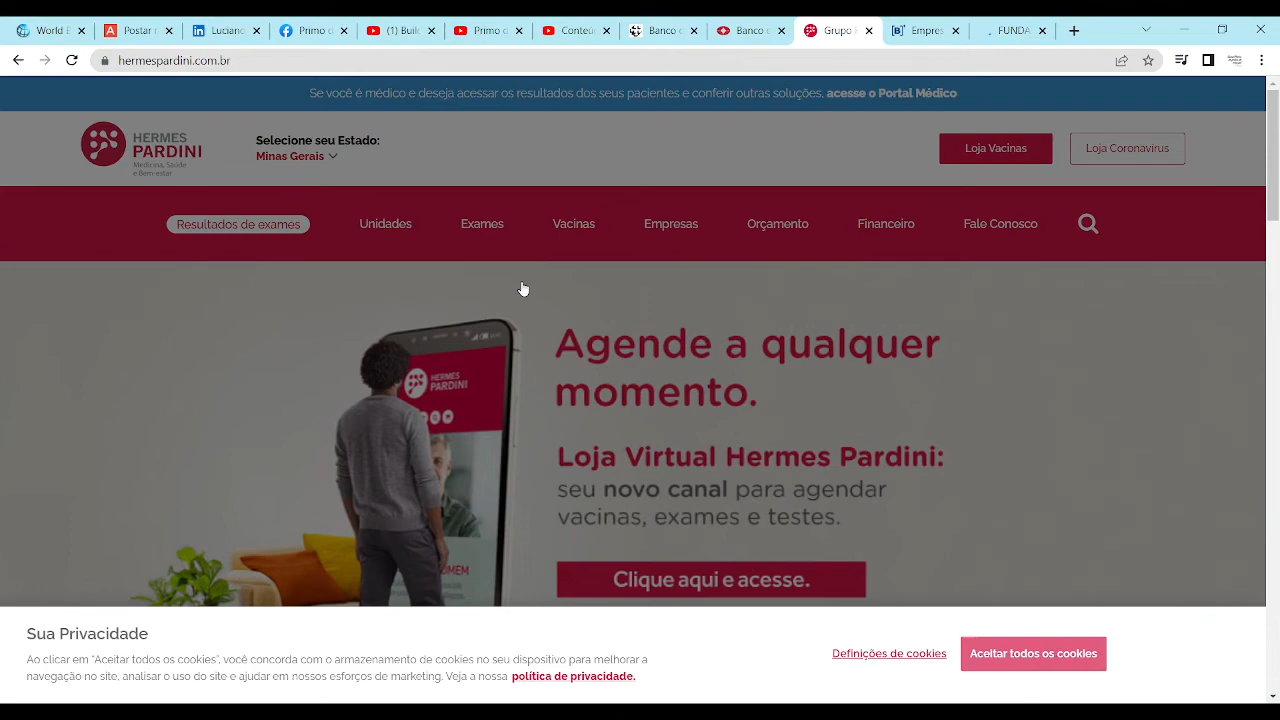 World B
Postar r
Luciano
Primo d
(1) Buil
Primo d
Conteú
Banco d
Banco d
Grupo H
Empres
FUNDA
hermespardini.com.br
Se você é médico e deseja acessar os resultados dos seus pacientes e conferir outras soluções, acesse o Portal Médico
HERMES
PARDINI
Medicina, Saúde
e Bem-estar
Selecione seu Estado:
Minas Gerais
Loja Vacinas
Loja Coronavírus
Resultados de exames
Unidades
Exames
Vacinas
Empresas
Orçamento
Financeiro
Fale Conosco
HERMES
PARDINI
Agende a qualquer
momento.
Loja Virtual Hermes Pardini:
seu novo canal para agendar
vacinas, exames e testes.
Clique aqui e acesse.
Sua Privacidade
Ao clicar em "Aceitar todos os cookies", você concorda com o armazenamento de cookies no seu dispositivo para melhorar a
navegação no site, analisar o uso do site e ajudar em nossos esforços de marketing. Veja a nossa política de privacidade.
Definições de cookies
Aceitar todos os cookies